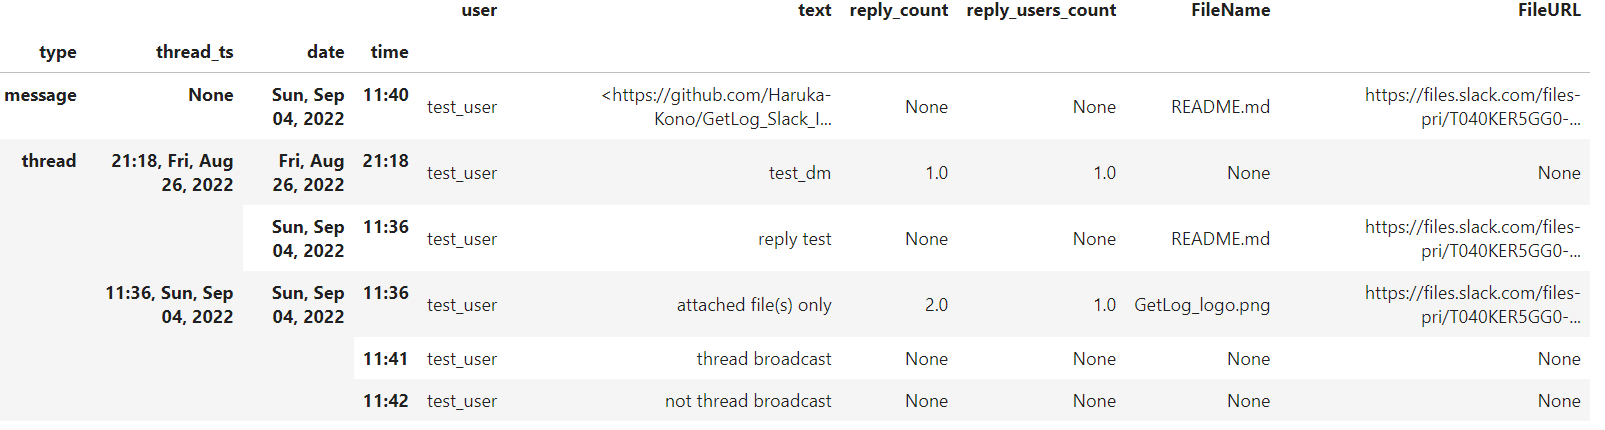 user text reply_count reply_users_count FileName FileURL
type thread_ts date time
message None Sun, Sep 04, 2022 11:40 test_user <https://github.com/Haruka-Kono/GetLog_Slack_I... None None README.md https://files.slack.com/files-pri/T040KER5GG0-...
thread 21:18, Fri, Aug 26, 2022 Fri, Aug 26, 2022 21:18 test_user test_dm 1.0 1.0 None None
Sun, Sep 04, 2022 11:36 test_user reply test None None README.md https://files.slack.com/files-pri/T040KER5GG0-...
11:36, Sun, Sep 04, 2022 Sun, Sep 04, 2022 11:36 test_user attached file(s) only 2.0 1.0 GetLog_logo.png https://files.slack.com/files-pri/T040KER5GG0-...
11:41 test_user thread broadcast None None None None
11:42 test_user not thread broadcast None None None None